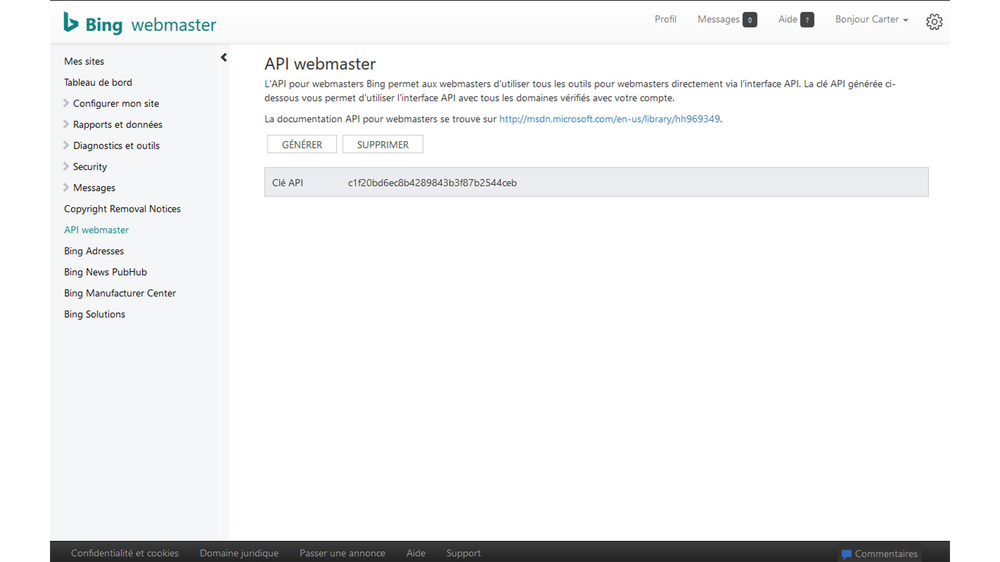 Bing webmaster
Profil
Messages 0
Aide ?
Bonjour Carter
Mes sites
Tableau de bord
Configurer mon site
Rapports et données
Diagnostics et outils
Security
Messages
Copyright Removal Notices
API webmaster
Bing Adresses
Bing News PubHub
Bing Manufacturer Center
Bing Solutions
API webmaster
L'API pour webmasters Bing permet aux webmasters d'utiliser tous les outils pour webmasters directement via l'interface API. La clé API générée ci-
dessous vous permet d'utiliser l'interface API avec tous les domaines vérifiés avec votre compte.
La documentation API pour webmasters se trouve sur http://msdn.microsoft.com/en-us/library/hh969349.
GÉNÉRER
SUPPRIMER
Clé API c1f20bd6ec8b4289843b3f87b2544ceb
Confidentialité et cookies
Domaine juridique
Passer une annonce
Aide
Support
Commentaires